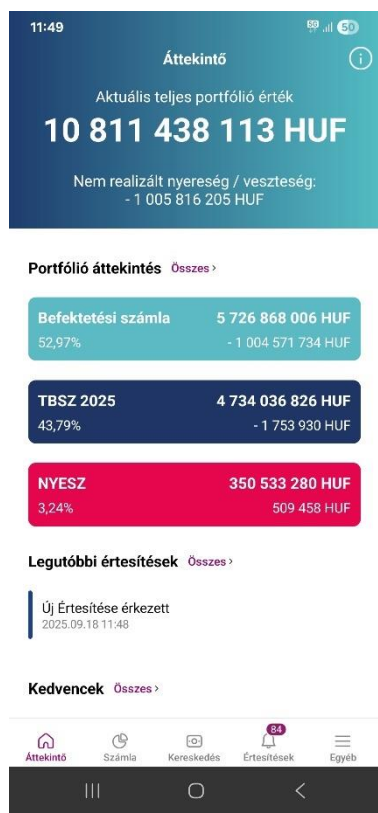 11:49
5G 50
Áttekintő
Aktuális teljes portfólió érték
10 811 438 113 HUF
Nem realizált nyereség / veszteség:
- 1 005 816 205 HUF
Portfólió áttekintés Összes >
Befektetési számla 5 726 868 006 HUF
52,97% - 1 004 571 734 HUF
TBSZ 2025 4 734 036 826 HUF
43,79% - 1 753 930 HUF
NYESZ 350 533 280 HUF
3,24% 509 458 HUF
Legutóbbi értesítések Összes >
Új Értesítése érkezett
2025.09.18 11:48
Kedvencek Összes >
84
Áttekintő Számla Kereskedés Értesítések Egyéb